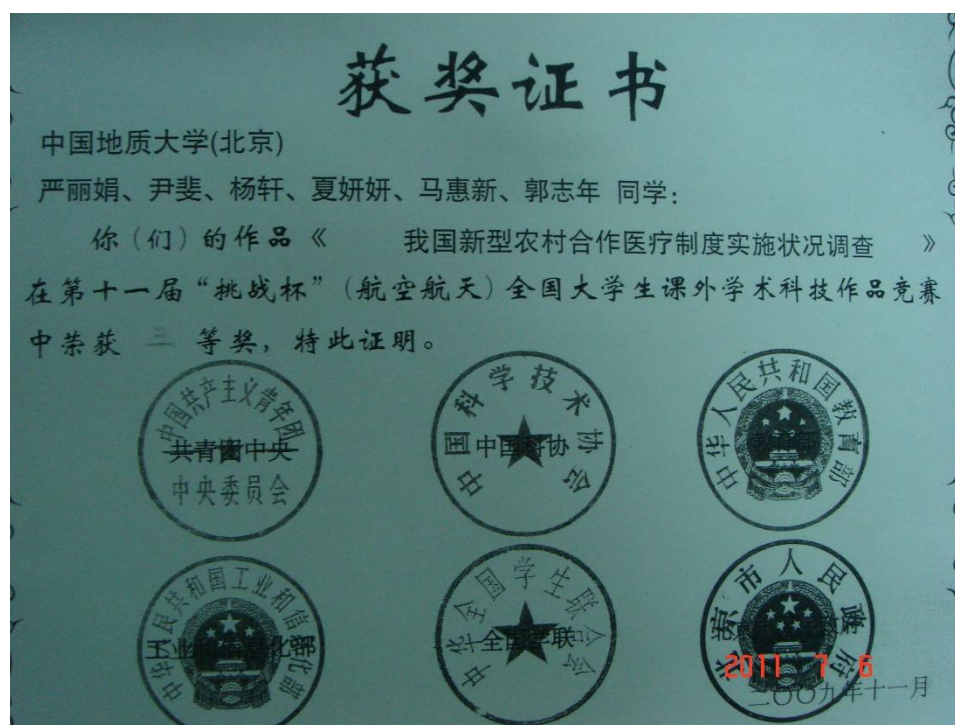 获奖证书
中国地质大学(北京)
严丽娟、尹斐、杨轩、夏妍妍、马惠新、郭志年 同学：
你（们）的作品《 我国新型农村合作医疗制度实施状况调查 》
在第十一届“挑战杯”（航空航天）全国大学生课外学术科技作品竞赛
中荣获 三 等奖，特此证明。
中国共产主义青年团
共青团中央
中央委员会
中国科学技术协会
中国科协
中华人民共和国教育部
中华人民共和国工业和信息化部
工业和信息化部
中华全国学生联合会
全国学联
北京市人民政府
2011 7 6
二〇〇九年十一月